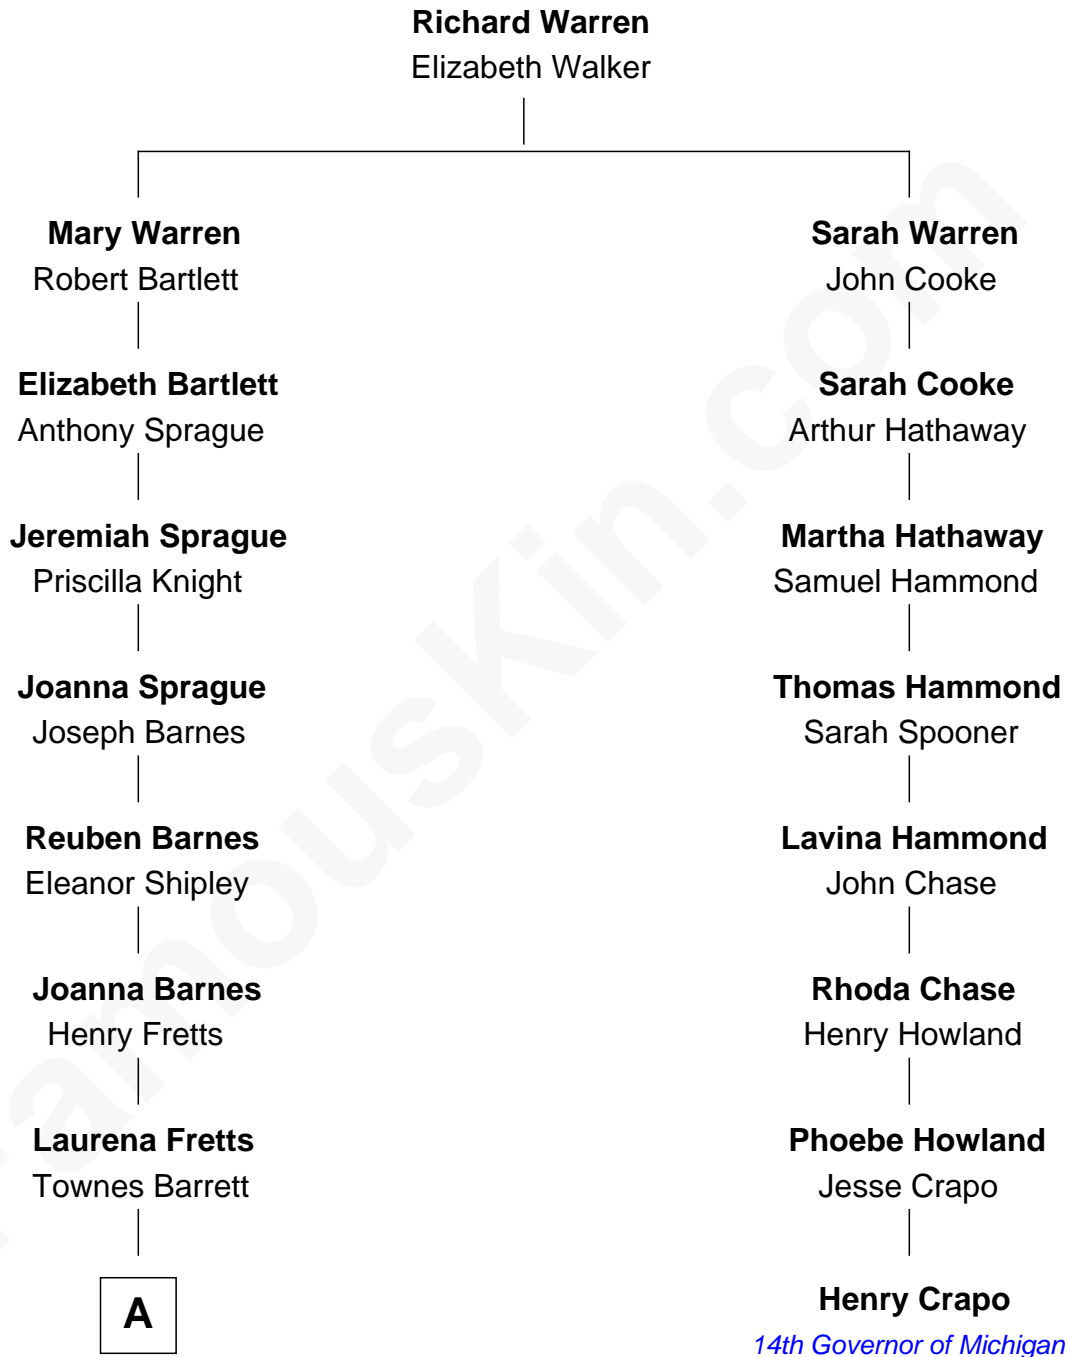 Richard Warren
Elizabeth Walker
Mary Warren
Robert Bartlett
Sarah Warren
John Cooke
Elizabeth Bartlett
Anthony Sprague
Sarah Cooke
Arthur Hathaway
Jeremiah Sprague
Priscilla Knight
Martha Hathaway
Samuel Hammond
Joanna Sprague
Joseph Barnes
Thomas Hammond
Sarah Spooner
Reuben Barnes
Eleanor Shipley
Lavina Hammond
John Chase
Joanna Barnes
Henry Fretts
Rhoda Chase
Henry Howland
Laurena Fretts
Townes Barrett
Phoebe Howland
Jesse Crapo
A
Henry Crapo
14th Governor of Michigan
FamousKin.com